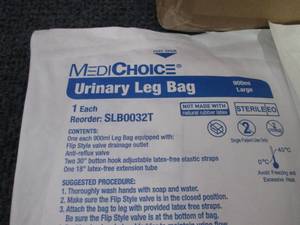 MEDICHOICE®
Urinary Leg Bag
900ml
Large
1 Each
Reorder: SLB0032T
NOT MADE WITH
natural rubber latex
STERILE EO
2
Single Patient Use Only
CONTENTS:
One each 900ml Leg Bag equipped with:
Flip Style valve drainage outlet
Anti-reflux valve
Two 30" button hook adjustable latex-free elastic straps
One 18" latex-free extension tube
0°C
45°C
Avoid Freezing and
Excessive Heat
SUGGESTED PROCEDURE:
1. Thoroughly wash hands with soap and water.
2. Make sure the Flip Style valve is in the closed position.
3. Attach the bag to leg with provided latex free straps.
Be sure the Flip Style valve is at the bottom of bag.